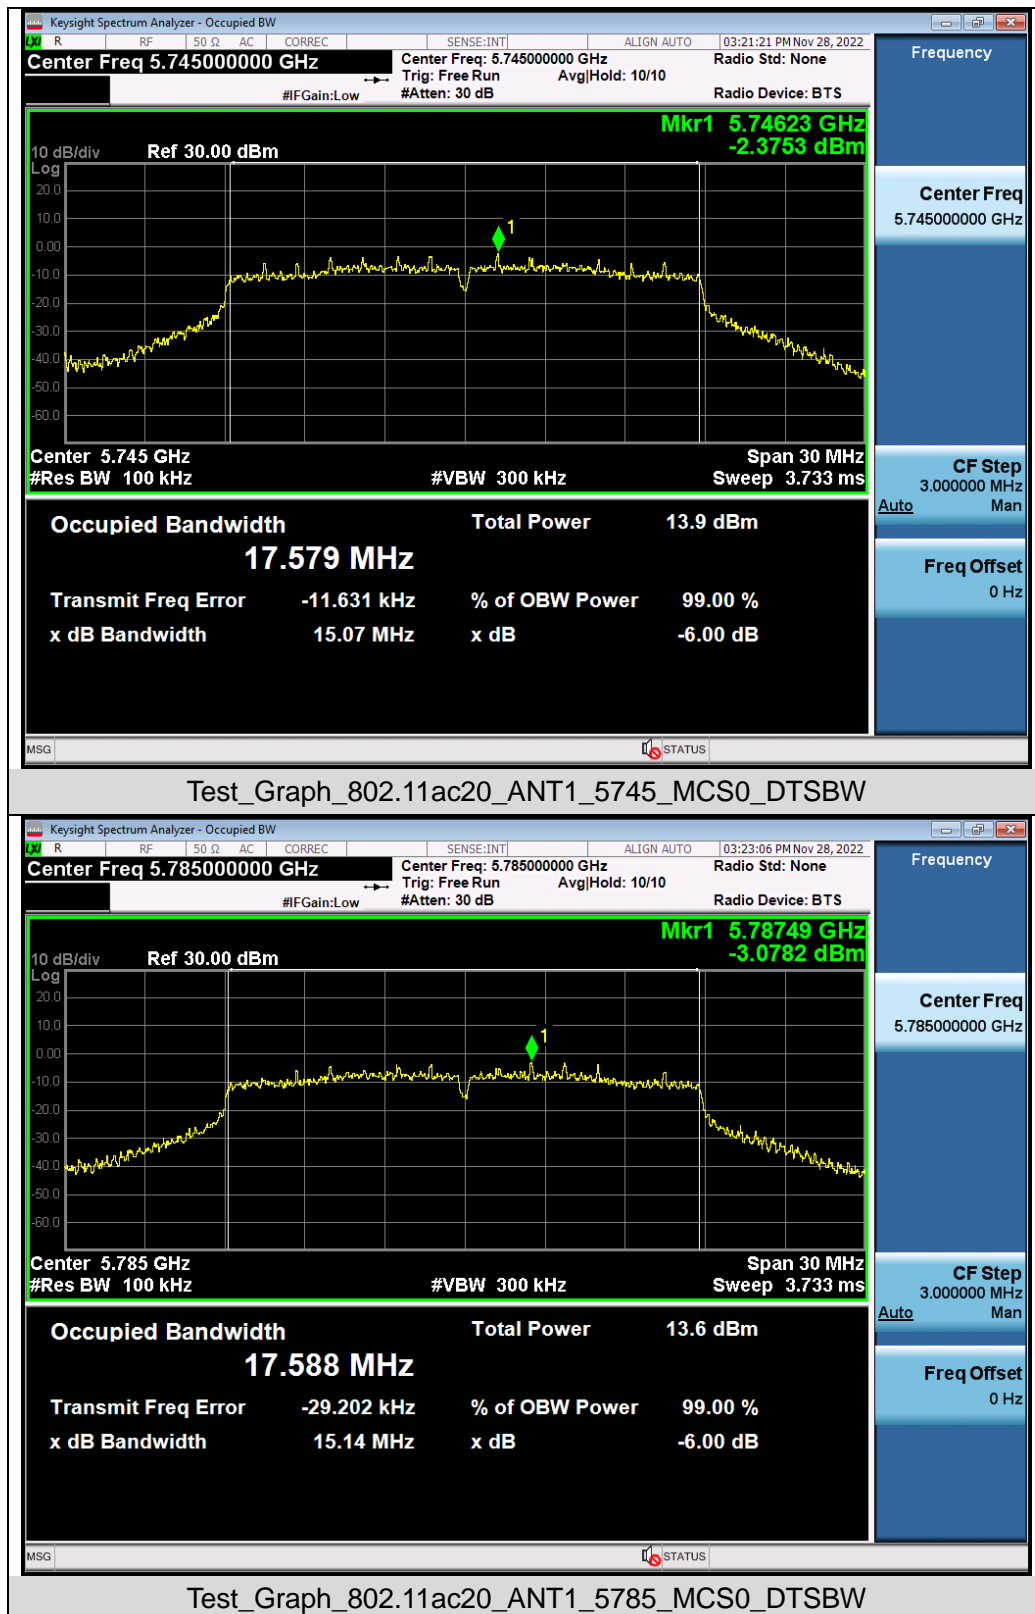 Keysight Spectrum Analyzer - Occupied BW
LXI R RF 50 Ω AC CORREC SENSE:INT ALIGN AUTO 03:21:21 PM Nov 28, 2022
Center Freq 5.745000000 GHz
Center Freq: 5.745000000 GHz Radio Std: None
Trig: Free Run Avg|Hold: 10/10
#IFGain:Low #Atten: 30 dB Radio Device: BTS
Frequency
Mkr1 5.74623 GHz
-2.3753 dBm
10 dB/div Ref 30.00 dBm
Log
20.0
10.0
0.00
-10.0
-20.0
-30.0
-40.0
-50.0
-60.0
1
Center Freq
5.745000000 GHz
Center 5.745 GHz Span 30 MHz
#Res BW 100 kHz #VBW 300 kHz Sweep 3.733 ms
CF Step
3.000000 MHz
Auto Man
Occupied Bandwidth Total Power 13.9 dBm
17.579 MHz
Freq Offset
0 Hz
Transmit Freq Error -11.631 kHz % of OBW Power 99.00 %
x dB Bandwidth 15.07 MHz x dB -6.00 dB
MSG STATUS
Test_Graph_802.11ac20_ANT1_5745_MCS0_DTSBW
Keysight Spectrum Analyzer - Occupied BW
LXI R RF 50 Ω AC CORREC SENSE:INT ALIGN AUTO 03:23:06 PM Nov 28, 2022
Center Freq 5.785000000 GHz
Center Freq: 5.785000000 GHz Radio Std: None
Trig: Free Run Avg|Hold: 10/10
#IFGain:Low #Atten: 30 dB Radio Device: BTS
Frequency
Mkr1 5.78749 GHz
-3.0782 dBm
10 dB/div Ref 30.00 dBm
Log
20.0
10.0
0.00
-10.0
-20.0
-30.0
-40.0
-50.0
-60.0
1
Center Freq
5.785000000 GHz
Center 5.785 GHz Span 30 MHz
#Res BW 100 kHz #VBW 300 kHz Sweep 3.733 ms
CF Step
3.000000 MHz
Auto Man
Occupied Bandwidth Total Power 13.6 dBm
17.588 MHz
Freq Offset
0 Hz
Transmit Freq Error -29.202 kHz % of OBW Power 99.00 %
x dB Bandwidth 15.14 MHz x dB -6.00 dB
MSG STATUS
Test_Graph_802.11ac20_ANT1_5785_MCS0_DTSBW